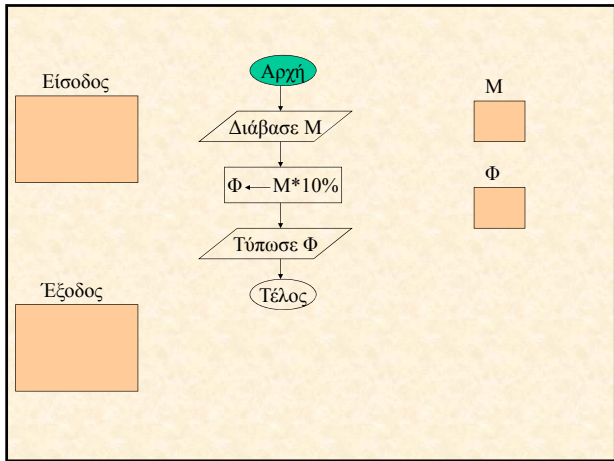 Αρχή
Είσοδος
Μ
Διάβασε Μ
Φ
Φ ← Μ*10%
Τύπωσε Φ
Έξοδος
Τέλος